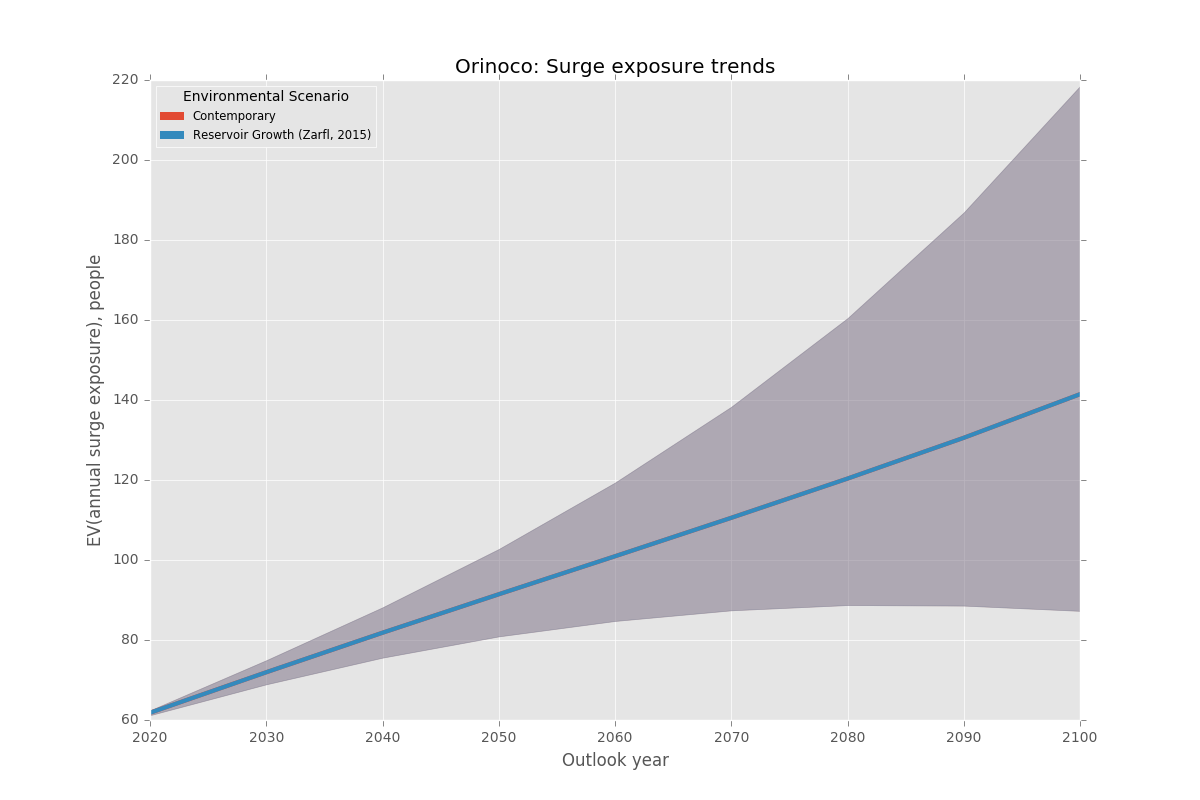 Orinoco: Surge exposure trends
Environmental Scenario
Contemporary
Reservoir Growth (Zarfl, 2015)
EV(annual surge exposure), people
220
200
180
160
140
120
100
80
60
2020 2030 2040 2050 2060 2070 2080 2090 2100
Outlook year